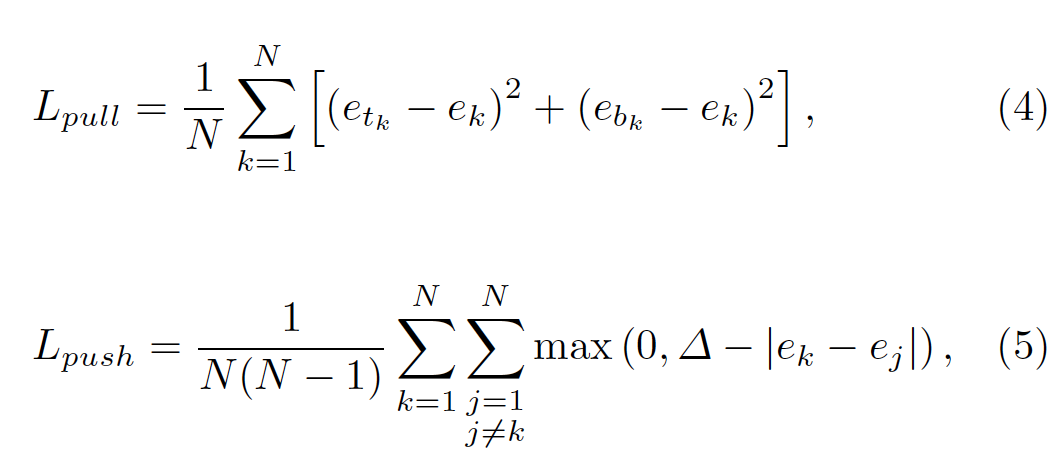 L_{pull} = \frac{1}{N} \sum_{k=1}^{N} \left[ (e_{t_k} - e_k)^2 + (e_{b_k} - e_k)^2 \right], (4)
L_{push} = \frac{1}{N(N-1)} \sum_{k=1}^{N} \sum_{\substack{j=1 \\ j \neq k}}^{N} \max (0, \Delta - |e_k - e_j|), (5)